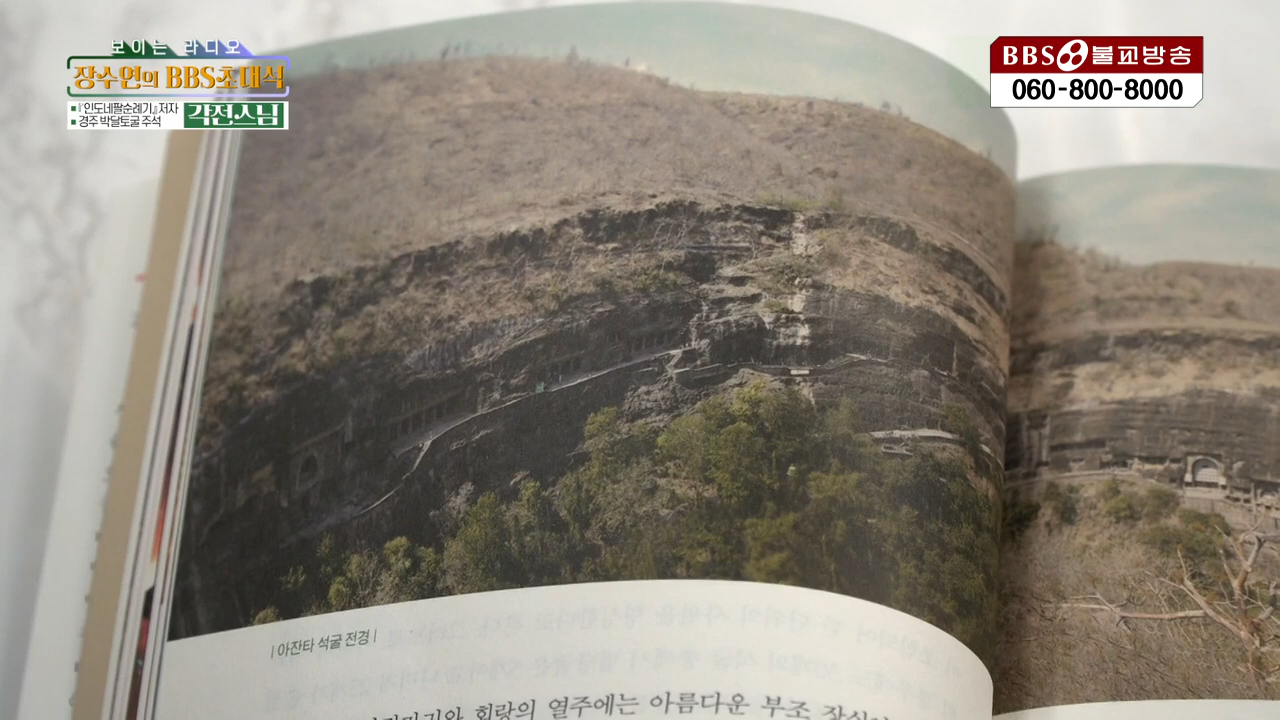 보이는 라디오
장수연의 BBS초대석
『인도네팔순례기』 저자
경주 박달토굴 주석
각전스님
BBS 불교방송
060-800-8000
| 아잔타 석굴 전경 |
회랑의 열주에는 아름다운 부조